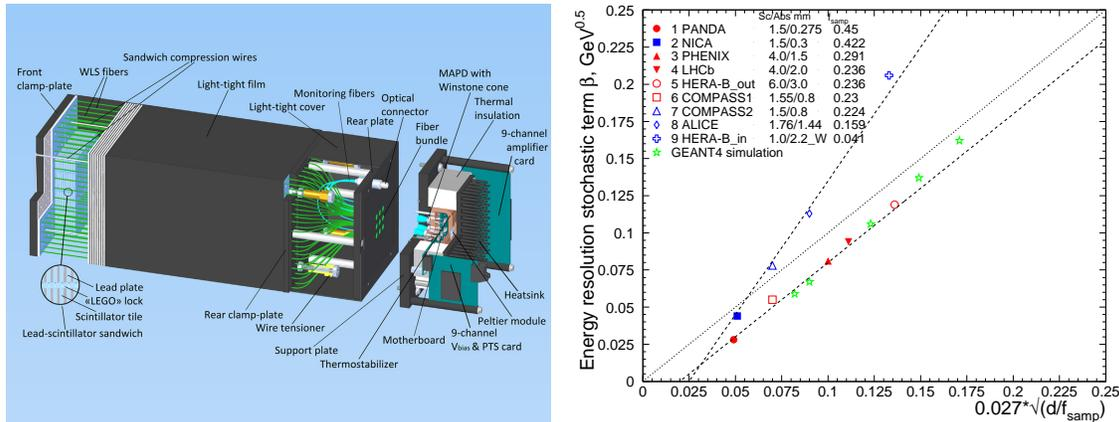 Sandwich compression wires
Front
clamp-plate
WLS fibers
Light-tight film
Light-tight cover
Monitoring fibers
Optical
connector
Rear plate
Fiber
bundle
MAPD with
Winstone cone
Thermal
insulation
9-channel
amplifier
card
Lead plate
«LEGO» lock
Scintillator tile
Lead-scintillator sandwich
Rear clamp-plate
Wire tensioner
Support plate
Thermostabilizer
Motherboard
9-channel
Vbias & PTS card
Peltier module
Heatsink
Energy resolution stochastic term β, GeV^0.5
Sc/Abs mm f_samp
1 PANDA 1.5/0.275 0.45
2 NICA 1.5/0.3 0.422
3 PHENIX 4.0/1.5 0.291
4 LHCb 4.0/2.0 0.236
5 HERA-B_out 6.0/3.0 0.236
6 COMPASS1 1.55/0.8 0.23
7 COMPASS2 1.5/0.8 0.224
8 ALICE 1.76/1.44 0.159
9 HERA-B_in 1.0/2.2_W 0.041
GEANT4 simulation
0.25
0.225
0.2
0.175
0.15
0.125
0.1
0.075
0.05
0.025
0
0 0.025 0.05 0.075 0.1 0.125 0.15 0.175 0.2 0.225 0.25
0.027*√(d/f_samp)